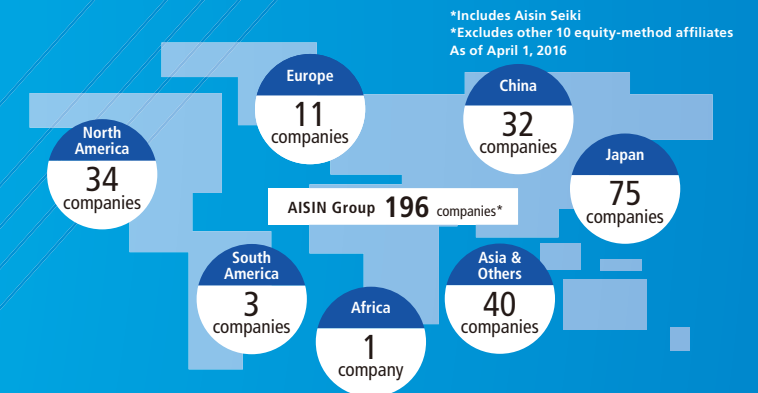 *Includes Aisin Seiki
*Excludes other 10 equity-method affiliates
As of April 1, 2016
Europe
11
companies
China
32
companies
North
America
34
companies
Japan
75
companies
AISIN Group 196 companies*
South
America
3
companies
Africa
1
company
Asia &
Others
40
companies